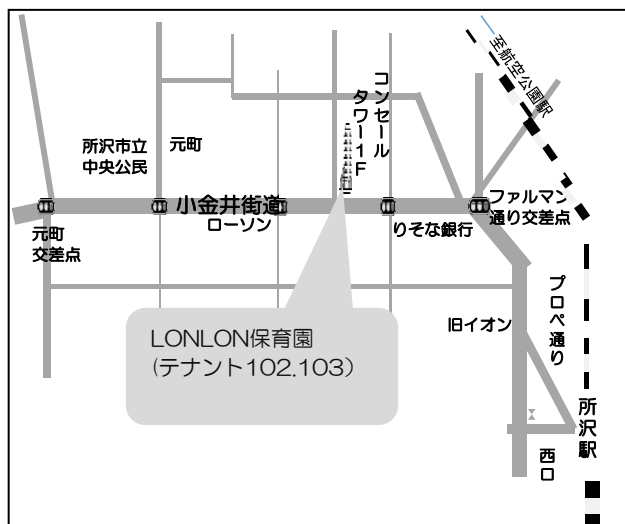 至航空公園駅
コンセール
タワー1F
所沢市立
中央公民
元町
小金井街道
ローソン
りそな銀行
ファルマン
通り交差点
元町
交差点
プロペ通り
旧イオン
LONLON保育園
(テナント102.103)
所沢駅
西口